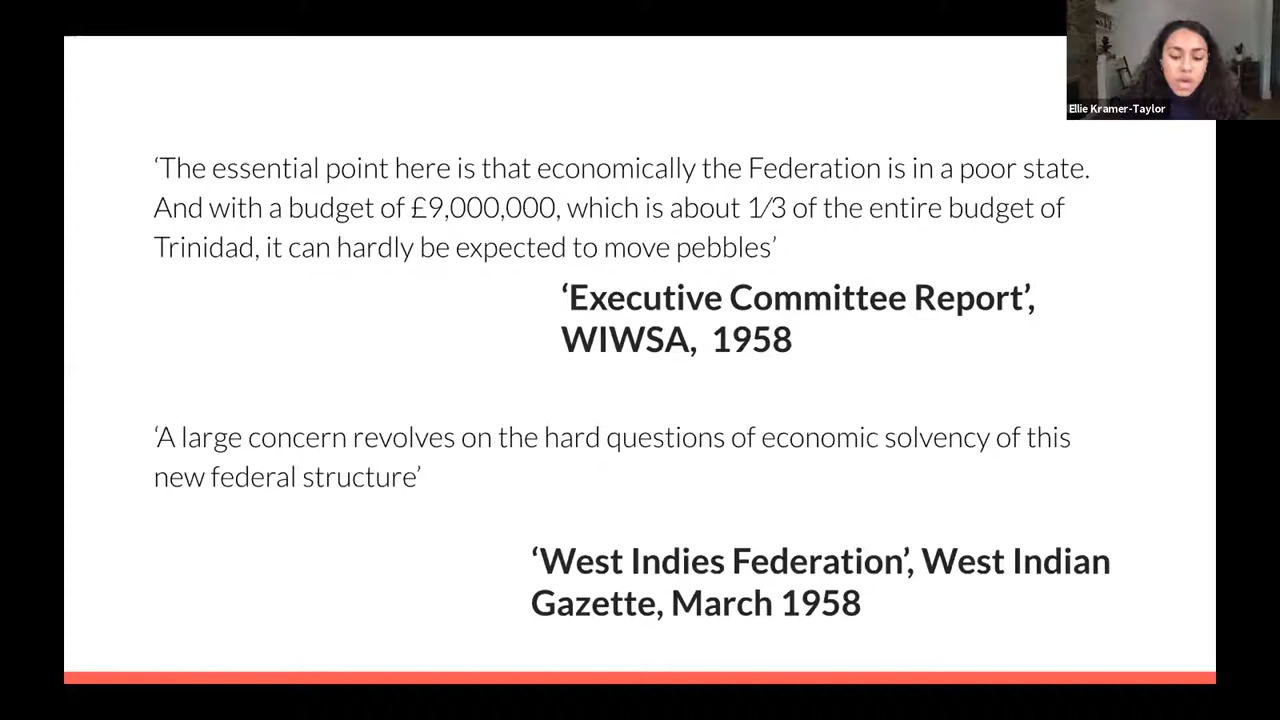 Ellie Kramer-Taylor
‘The essential point here is that economically the Federation is in a poor state.
And with a budget of £9,000,000, which is about 1⁄3 of the entire budget of
Trinidad, it can hardly be expected to move pebbles’
‘Executive Committee Report’,
WIWSA, 1958
‘A large concern revolves on the hard questions of economic solvency of this
new federal structure’
‘West Indies Federation’, West Indian
Gazette, March 1958